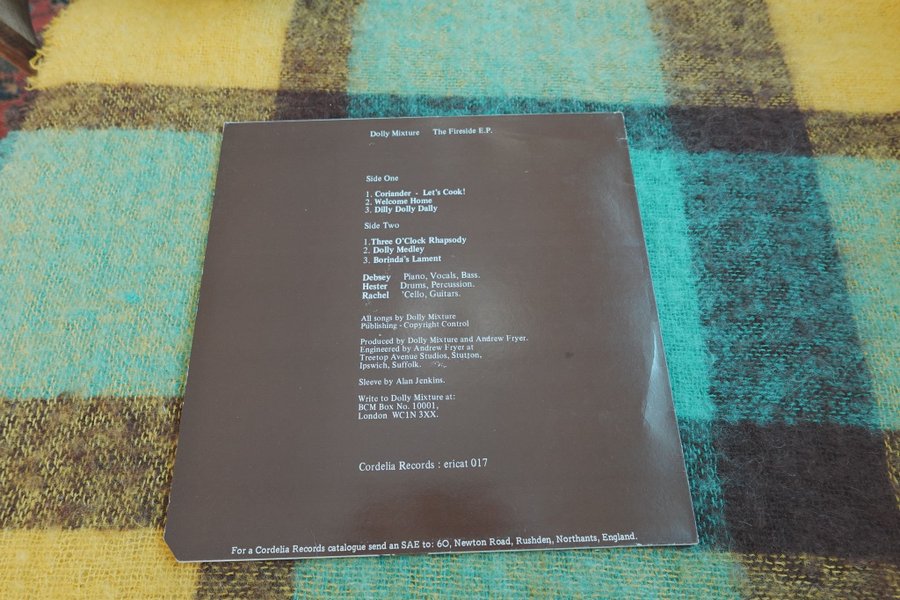 Dolly Mixture The Fireside E.P.
Side One
1. Coriander - Let's Cook!
2. Welcome Home
3. Dilly Dolly Dally
Side Two
1.Three O'Clock Rhapsody
2. Dolly Medley
3. Borinda's Lament
Debsey Piano, Vocals, Bass.
Hester Drums, Percussion.
Rachel 'Cello, Guitars.
All songs by Dolly Mixture
Publishing - Copyright Control
Produced by Dolly Mixture and Andrew Fryer.
Engineered by Andrew Fryer at
Treetop Avenue Studios, Stutton,
Ipswich, Suffolk.
Sleeve by Alan Jenkins.
Write to Dolly Mixture at:
BCM Box No. 10001,
London WC1N 3XX.
Cordelia Records : ericat 017
For a Cordelia Records catalogue send an SAE to: 60, Newton Road, Rushden, Northants, England.